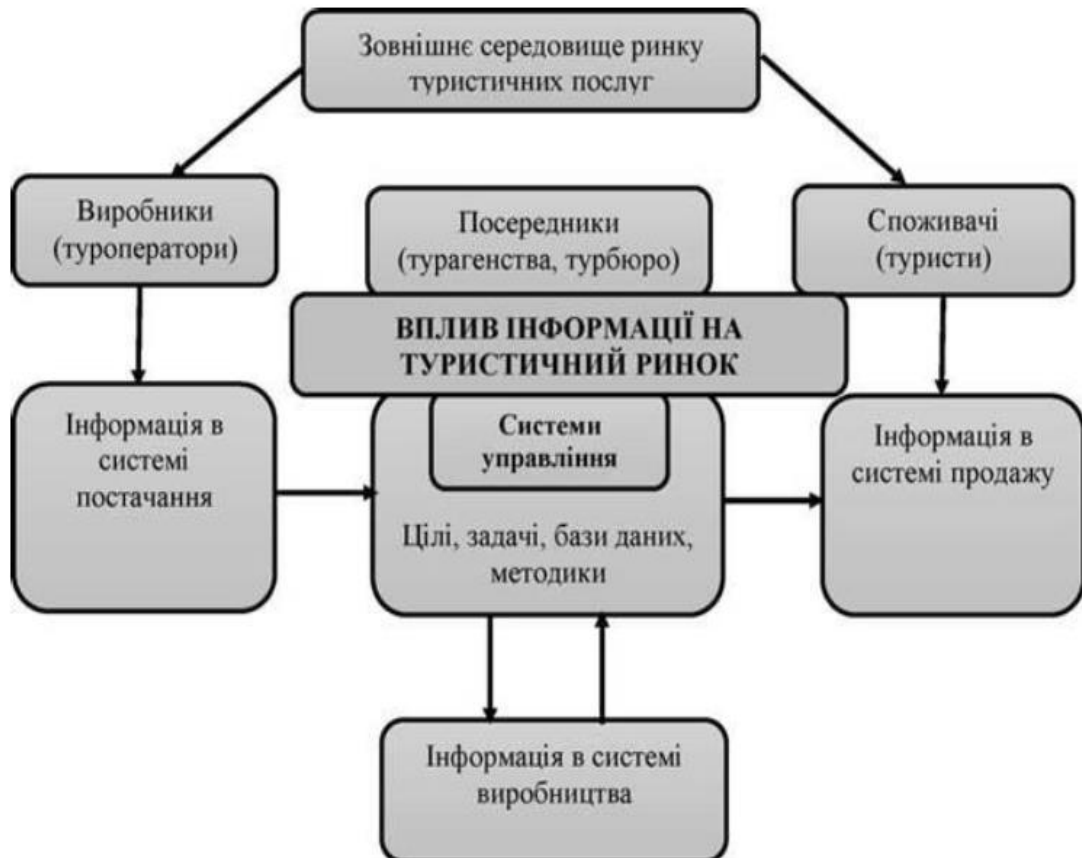 Зовнішнє середовище ринку
туристичних послуг
Виробники
(туроператори)
Посередники
(турагенства, турбюро)
Споживачі
(туристи)
ВПЛИВ ІНФОРМАЦІЇ НА
ТУРИСТИЧНИЙ РИНОК
Інформація в
системі
постачання
Системи
управління
Цілі, задачі, бази даних,
методики
Інформація в
системі продажу
Інформація в системі
виробництва